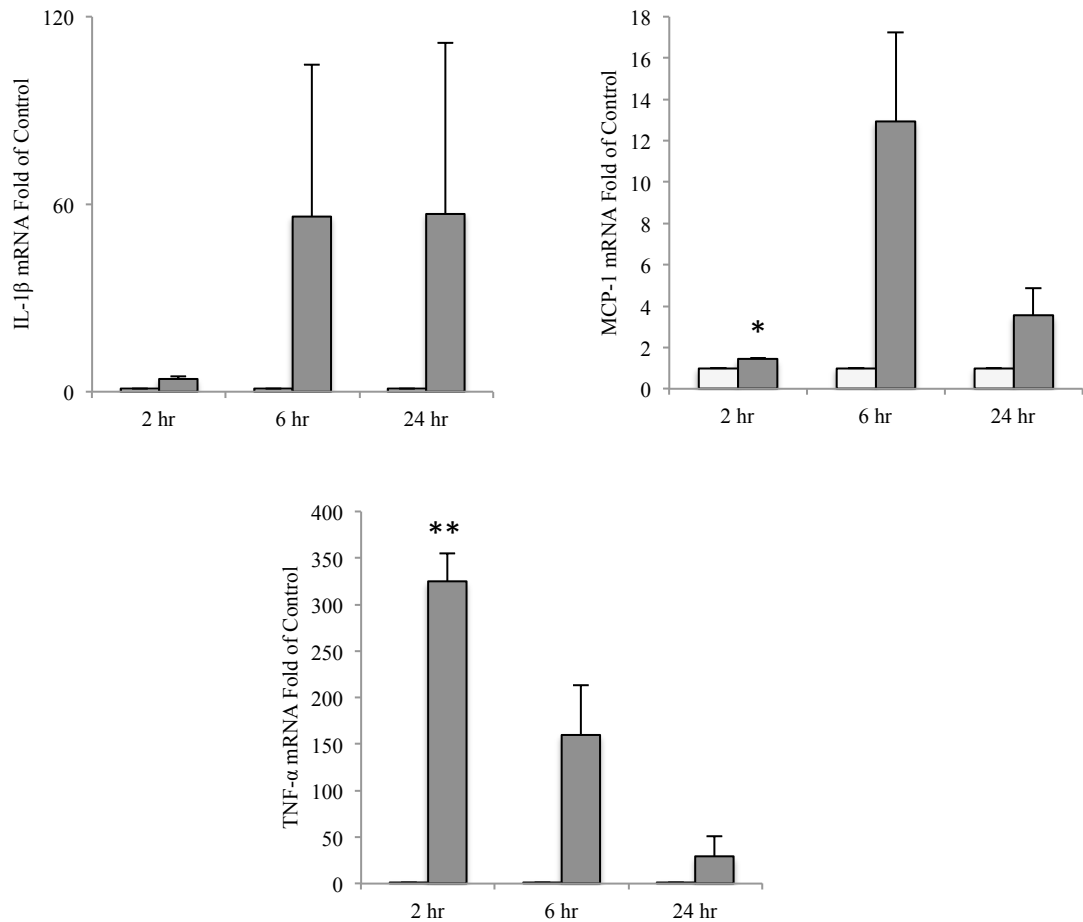 IL-1β mRNA Fold of Control
120
60
0
2 hr
6 hr
24 hr
MCP-1 mRNA Fold of Control
18
16
14
12
10
8
6
4
2
0
*
2 hr
6 hr
24 hr
TNF-α mRNA Fold of Control
400
350
300
250
200
150
100
50
0
**
2 hr
6 hr
24 hr